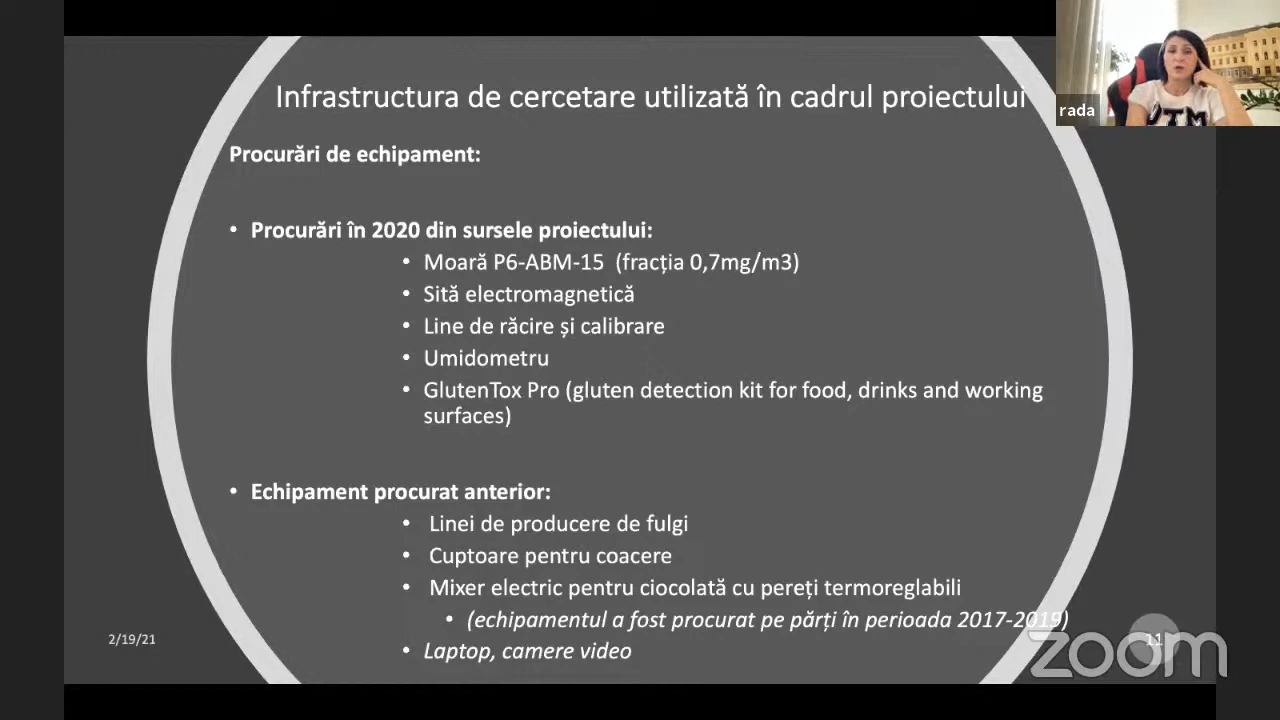 Infrastructura de cercetare utilizată în cadrul proiectului
rada
UTM
Procurări de echipament:
• Procurări în 2020 din sursele proiectului:
• Moară P6-ABM-15 (fracția 0,7mg/m3)
• Sită electromagnetică
• Line de răcire și calibrare
• Umidometru
• GlutenTox Pro (gluten detection kit for food, drinks and working
surfaces)
• Echipament procurat anterior:
• Linei de producere de fulgi
• Cuptoare pentru coacere
• Mixer electric pentru ciocolată cu pereți termoreglabili
• (echipamentul a fost procurat pe părți în perioada 2017-2019)
• Laptop, camere video
2/19/21
11
zoom